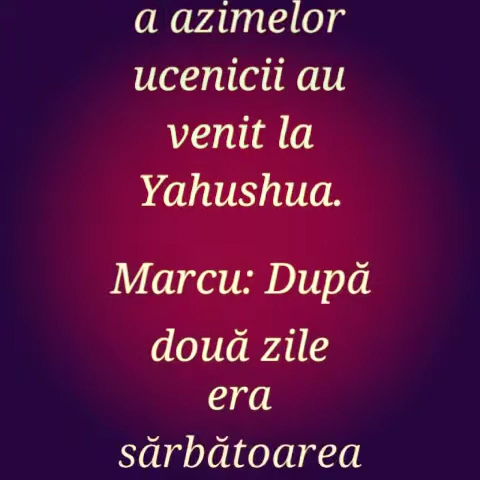 a azimelor
ucenicii au
venit la
Yahushua.
Marcu: După
două zile
era
sărbătoarea